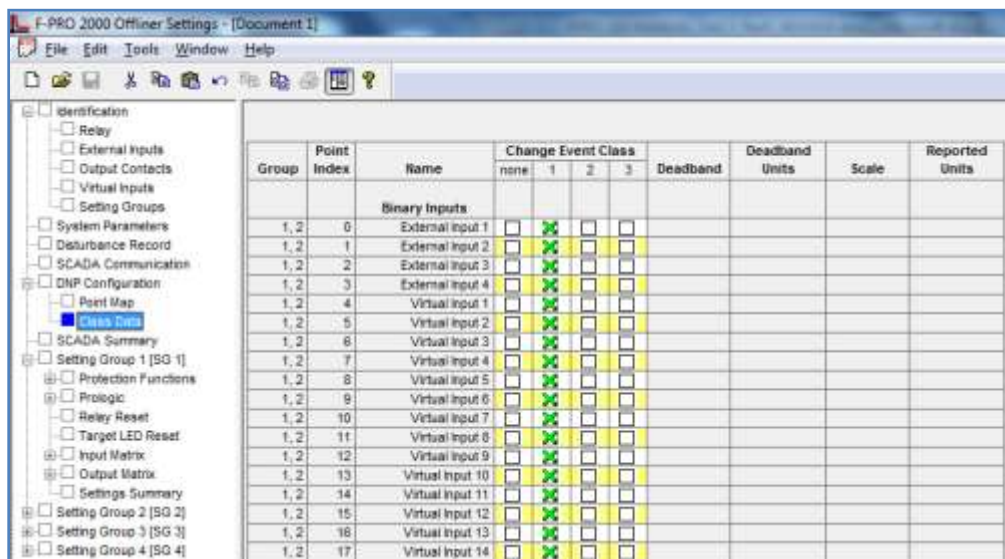 F-PRO 2000 Offliner Settings - [Document 1]
File Edit Tools Window Help
Identification
Relay
External Inputs
Output Contacts
Virtual Inputs
Setting Groups
System Parameters
Disturbance Record
SCADA Communication
DNP Configuration
Point Map
Class Data
SCADA Summary
Setting Group 1 [SG 1]
Protection Functions
Prologic
Relay Reset
Target LED Reset
Input Matrix
Output Matrix
Settings Summary
Setting Group 2 [SG 2]
Setting Group 3 [SG 3]
Setting Group 4 [SG 4]
Group Point Index Name Change Event Class Deadband Deadband Units Scale Reported Units
none 1 2 3
Binary Inputs
1, 2 0 External Input 1
1, 2 1 External Input 2
1, 2 2 External Input 3
1, 2 3 External Input 4
1, 2 4 Virtual Input 1
1, 2 5 Virtual Input 2
1, 2 6 Virtual Input 3
1, 2 7 Virtual Input 4
1, 2 8 Virtual Input 5
1, 2 9 Virtual Input 6
1, 2 10 Virtual Input 7
1, 2 11 Virtual Input 8
1, 2 12 Virtual Input 9
1, 2 13 Virtual Input 10
1, 2 14 Virtual Input 11
1, 2 15 Virtual Input 12
1, 2 16 Virtual Input 13
1, 2 17 Virtual Input 14